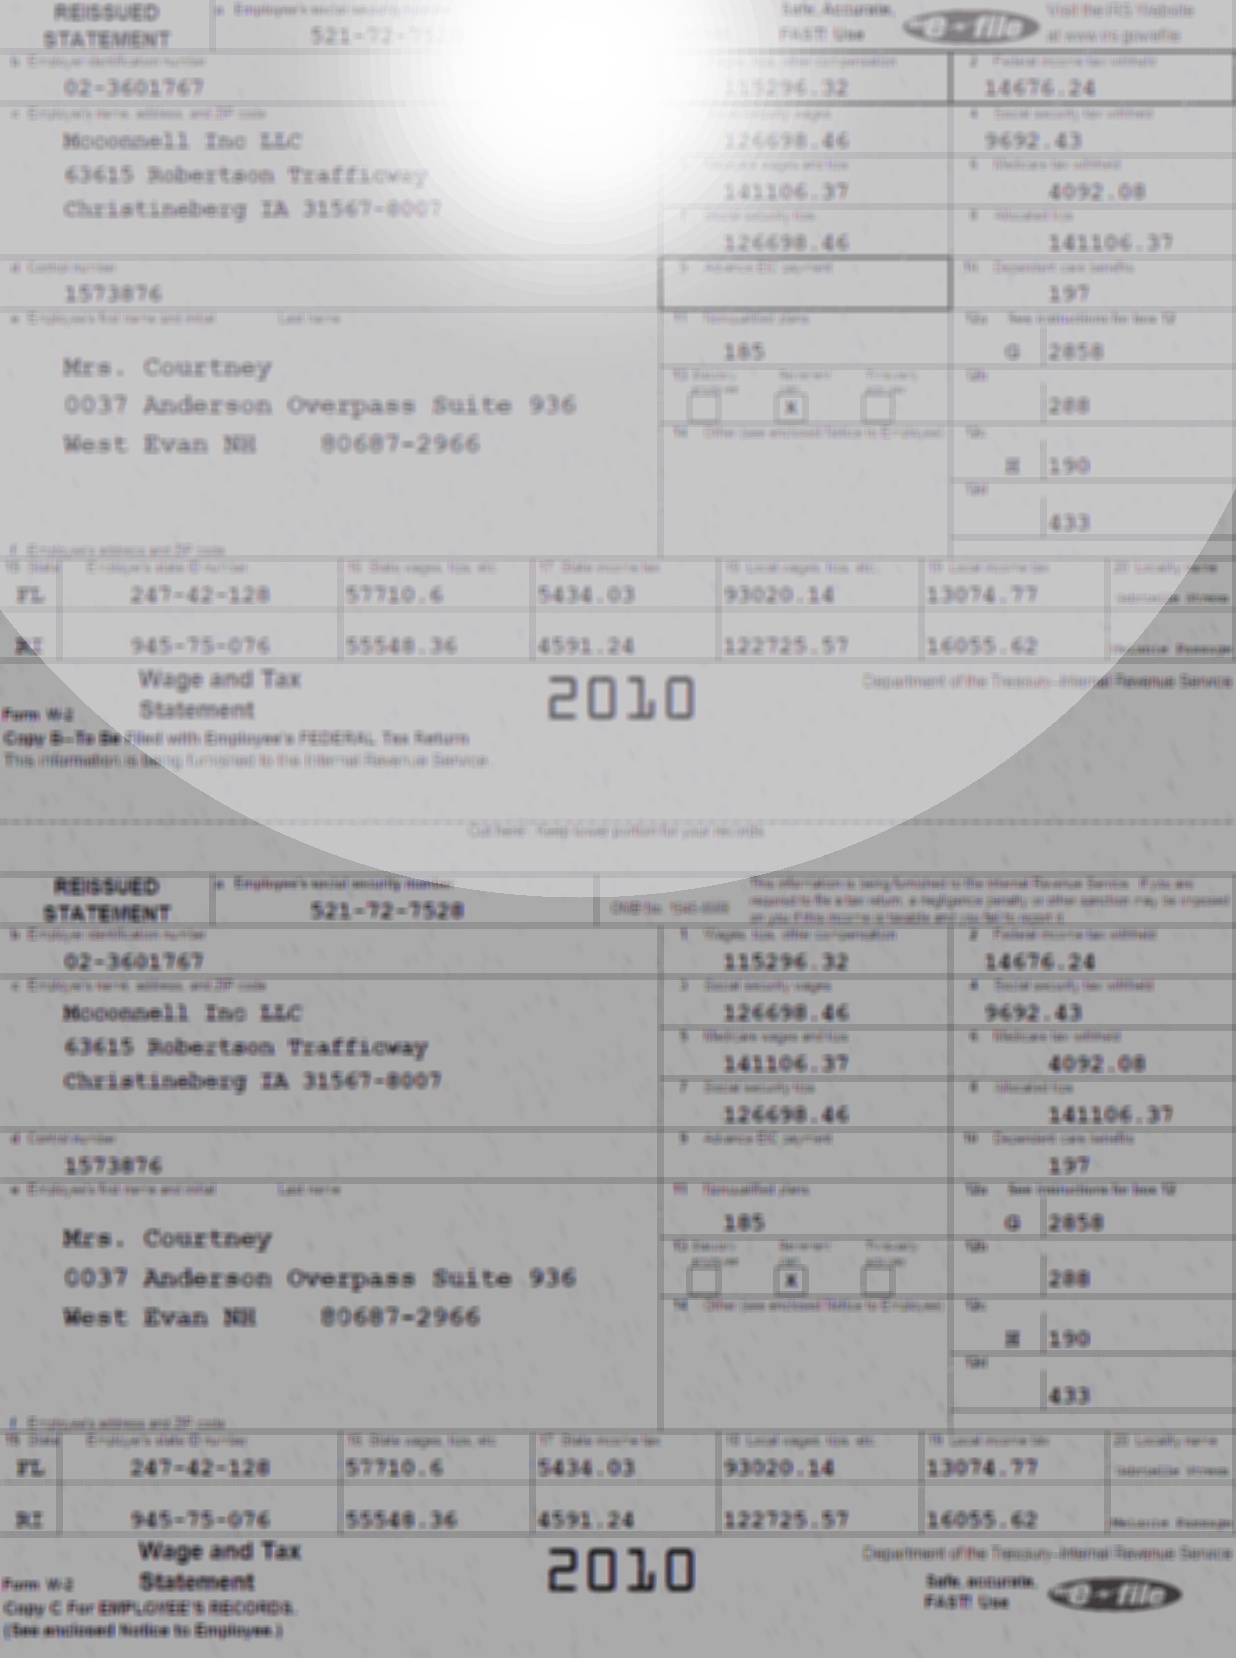 REISSUED STATEMENT
a Employee's social security number
521-72-7528
Safe, Accurate, FAST! Use
e-file
Visit the IRS Website at www.irs.gov/efile
b Employer identification number
02-3601767
wages, tips, other compensation
115296.32
2 Federal income tax withheld
14676.24
c Employer's name, address, and ZIP code
Mcconnell Inc LLC
63615 Robertson Trafficway
Christineberg IA 31567-8007
social security wages
126698.46
4 Social security tax withheld
9692.43
Medicare wages and tips
141106.37
6 Medicare tax withheld
4092.08
7 Social security tips
126698.46
8 Allocated tips
141106.37
d Control number
1573876
9 Advance EIC payment
10 Dependent care benefits
197
e Employee's first name and initial Last name
Mrs. Courtney
0037 Anderson Overpass Suite 936
West Evan NH 80687-2966
11 Nonqualified plans
185
12a See instructions for box 12
G 2858
13
X
12b
288
14 Other (see enclosed Notice to Employee)
12c
H 190
12d
433
f Employee's address and ZIP code
15 State Employer's state ID number 16 State wages, tips, etc. 17 State income tax 18 Local wages, tips, etc. 19 Local income tax 20 Locality name
FL 247-42-128 57710.6 5434.03 93020.14 13074.77
RI 945-75-076 55548.36 4591.24 122725.57 16055.62 Passage
Wage and Tax Statement
Form W-2
2010
Department of the Treasury-Internal Revenue Service
Copy B-To Be Filed with Employee's FEDERAL Tax Return
This information is being furnished to the Internal Revenue Service.
Cut here - Keep lower portion for your records
REISSUED STATEMENT
a Employee's social security number
521-72-7528
OMB No. 1545-0008
This information is being furnished to the Internal Revenue Service. If you are
required to file a tax return, a negligence penalty or other sanction may be imposed
on you if this income is taxable and you fail to report it.
b Employer identification number
02-3601767
1 Wages, tips, other compensation
115296.32
2 Federal income tax withheld
14676.24
c Employer's name, address, and ZIP code
Mcconnell Inc LLC
63615 Robertson Trafficway
Christineberg IA 31567-8007
3 Social security wages
126698.46
4 Social security tax withheld
9692.43
5 Medicare wages and tips
141106.37
6 Medicare tax withheld
4092.08
7 Social security tips
126698.46
8 Allocated tips
141106.37
d Control number
1573876
9 Advance EIC payment
10 Dependent care benefits
197
e Employee's first name and initial Last name
Mrs. Courtney
0037 Anderson Overpass Suite 936
West Evan NH 80687-2966
11 Nonqualified plans
185
12a See instructions for box 12
G 2858
13
X
12b
288
14 Other (see enclosed Notice to Employee)
12c
H 190
12d
433
f Employee's address and ZIP code
15 State Employer's state ID number 16 State wages, tips, etc. 17 State income tax 18 Local wages, tips, etc. 19 Local income tax 20 Locality name
FL 247-42-128 57710.6 5434.03 93020.14 13074.77
RI 945-75-076 55548.36 4591.24 122725.57 16055.62 Passage
Wage and Tax Statement
Form W-2
2010
Department of the Treasury-Internal Revenue Service
Copy C For EMPLOYEE'S RECORDS.
(See enclosed Notice to Employee.)
Safe, accurate, FAST! Use
e-file